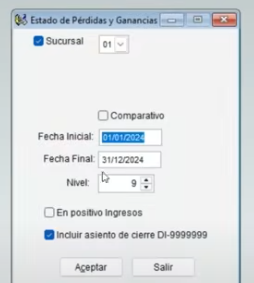 Estado de Pérdidas y Ganancias
Sucursal 01
Comparativo
Fecha Inicial: 01/01/2024
Fecha Final: 31/12/2024
Nivel: 9
En positivo Ingresos
Incluir asiento de cierre DI-9999999
Aceptar Salir